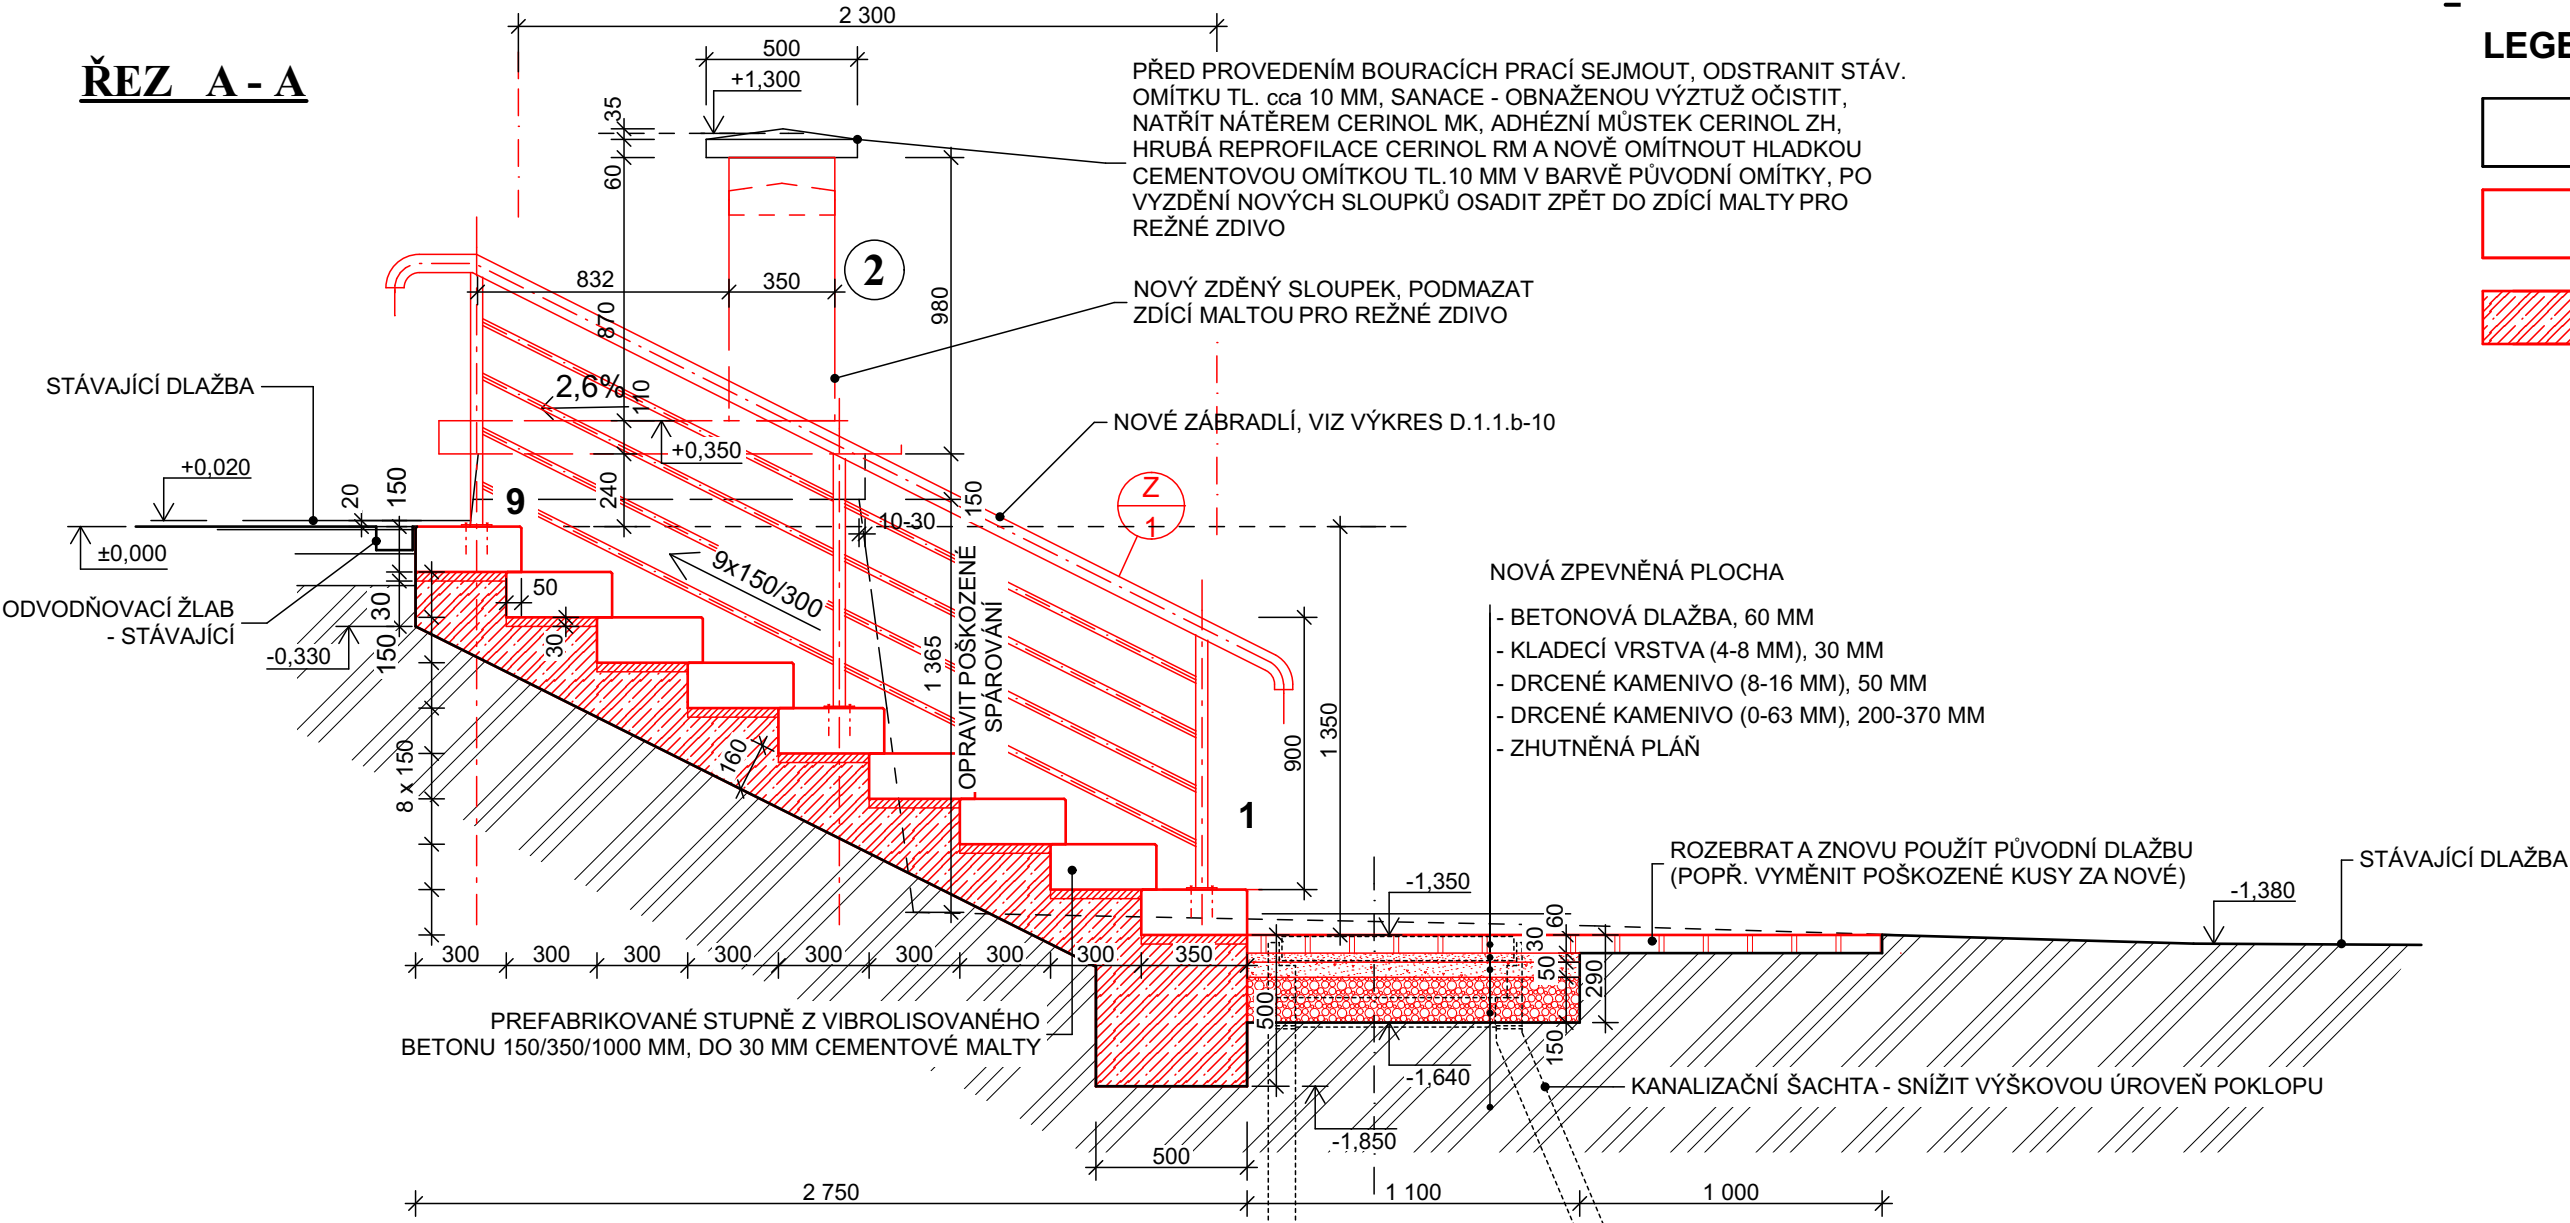 ŘEZ A - A
2 300
500
+1,300
35
60
PŘED PROVEDENÍM BOURACÍCH PRACÍ SEJMOUT, ODSTRANIT STÁV.
OMÍTKU TL. cca 10 MM, SANACE - OBNAŽENOU VÝZTUŽ OČISTIT,
NATŘÍT NÁTĚREM CERINOL MK, ADHÉZNÍ MŮSTEK CERINOL ZH,
HRUBÁ REPROFILACE CERINOL RM A NOVĚ OMÍTNOUT HLADKOU
CEMENTOVOU OMÍTKOU TL.10 MM V BARVĚ PŮVODNÍ OMÍTKY, PO
VYZDĚNÍ NOVÝCH SLOUPKŮ OSADIT ZPĚT DO ZDÍCÍ MALTY PRO
REŽNÉ ZDIVO
LEGE
2
832
350
870
980
NOVÝ ZDĚNÝ SLOUPEK, PODMAZAT
ZDÍCÍ MALTOU PRO REŽNÉ ZDIVO
STÁVAJÍCÍ DLAŽBA
2,6%
110
+0,350
NOVÉ ZÁBRADLÍ, VIZ VÝKRES D.1.1.b-10
+0,020
20
150
9
240
150
10-30
Z
1
±0,000
9x150/300
ODVODŇOVACÍ ŽLAB
- STÁVAJÍCÍ
-0,330
30
150
50
30
1 365
OPRAVIT POŠKOZENÉ
SPÁROVÁNÍ
160
8 x 150
900
1 350
1
NOVÁ ZPEVNĚNÁ PLOCHA
- BETONOVÁ DLAŽBA, 60 MM
- KLADECÍ VRSTVA (4-8 MM), 30 MM
- DRCENÉ KAMENIVO (8-16 MM), 50 MM
- DRCENÉ KAMENIVO (0-63 MM), 200-370 MM
- ZHUTNĚNÁ PLÁŇ
ROZEBRAT A ZNOVU POUŽÍT PŮVODNÍ DLAŽBU
(POPŘ. VYMĚNIT POŠKOZENÉ KUSY ZA NOVÉ)
STÁVAJÍCÍ DLAŽBA
-1,350
-1,380
300 300 300 300 300 300 300 300 350
60
30
50
290
500
150
PREFABRIKOVANÉ STUPNĚ Z VIBROLISOVANÉHO
BETONU 150/350/1000 MM, DO 30 MM CEMENTOVÉ MALTY
-1,640
KANALIZAČNÍ ŠACHTA - SNÍŽIT VÝŠKOVOU ÚROVEŇ POKLOPU
-1,850
500
2 750
1 100
1 000